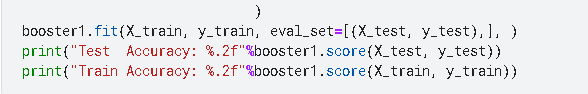 )
booster1.fit(X_train, y_train, eval_set=[(X_test, y_test),], )
print("Test  Accuracy: %.2f"%booster1.score(X_test, y_test))
print("Train Accuracy: %.2f"%booster1.score(X_train, y_train))